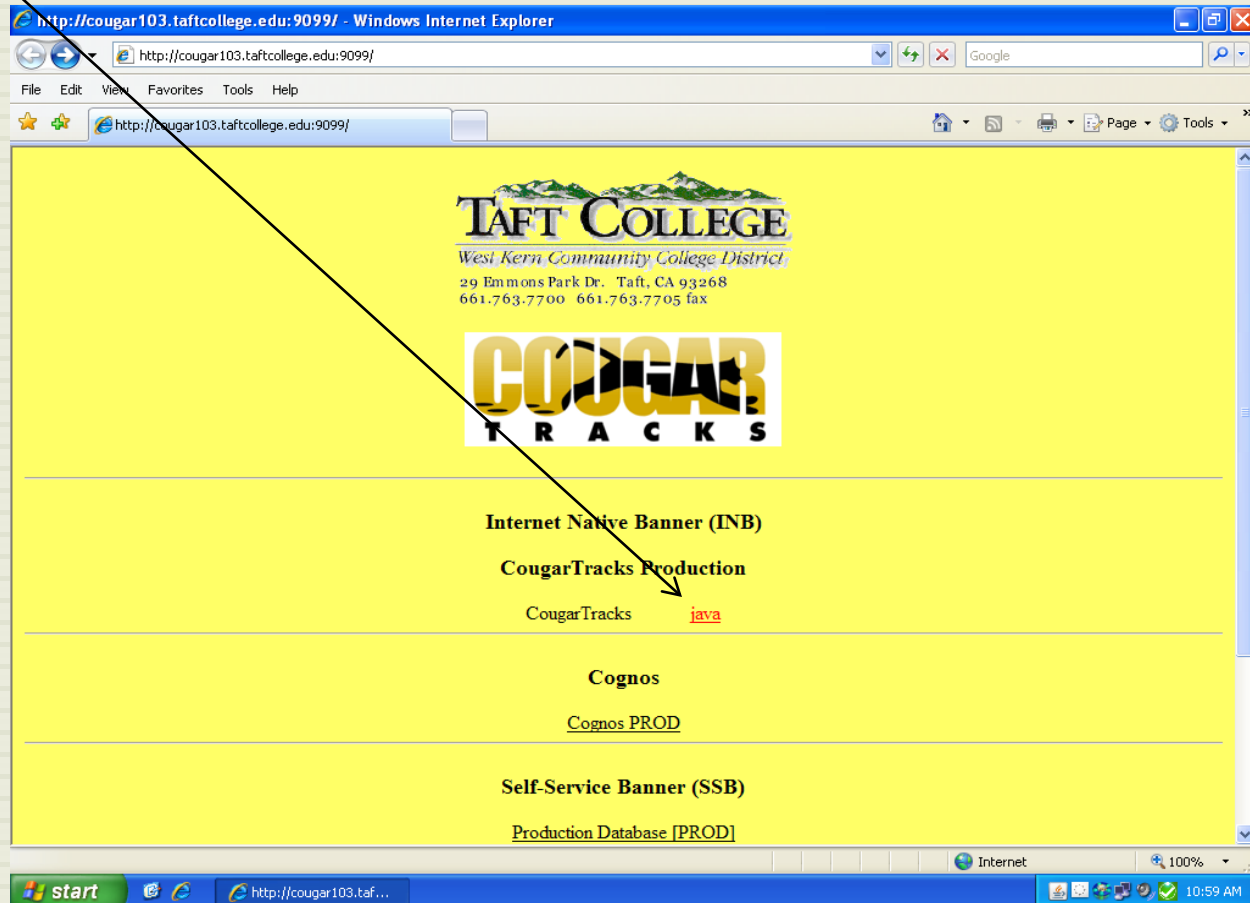 http://cougar103.taftcollege.edu:9099/ - Windows Internet Explorer
http://cougar103.taftcollege.edu:9099/
Google
File Edit View Favorites Tools Help
http://cougar103.taftcollege.edu:9099/
Page Tools »
TAFT COLLEGE
West Kern Community College District
29 Emmons Park Dr. Taft, CA 93268
661.763.7700 661.763.7705 fax
COUGAR
TRACKS
Internet Native Banner (INB)
CougarTracks Production
CougarTracks java
Cognos
Cognos PROD
Self-Service Banner (SSB)
Production Database [PROD]
Internet 100%
start http://cougar103.taf... 10:59 AM